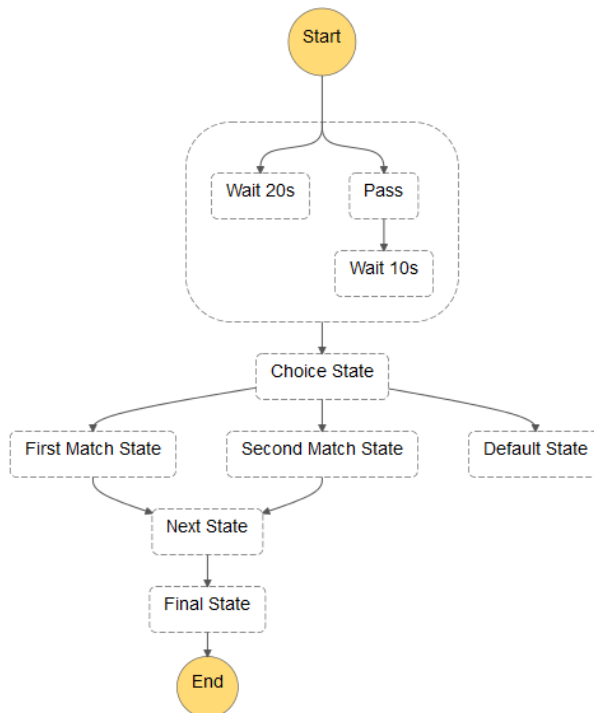 Start
Wait 20s
Pass
Wait 10s
Choice State
First Match State
Second Match State
Default State
Next State
Final State
End